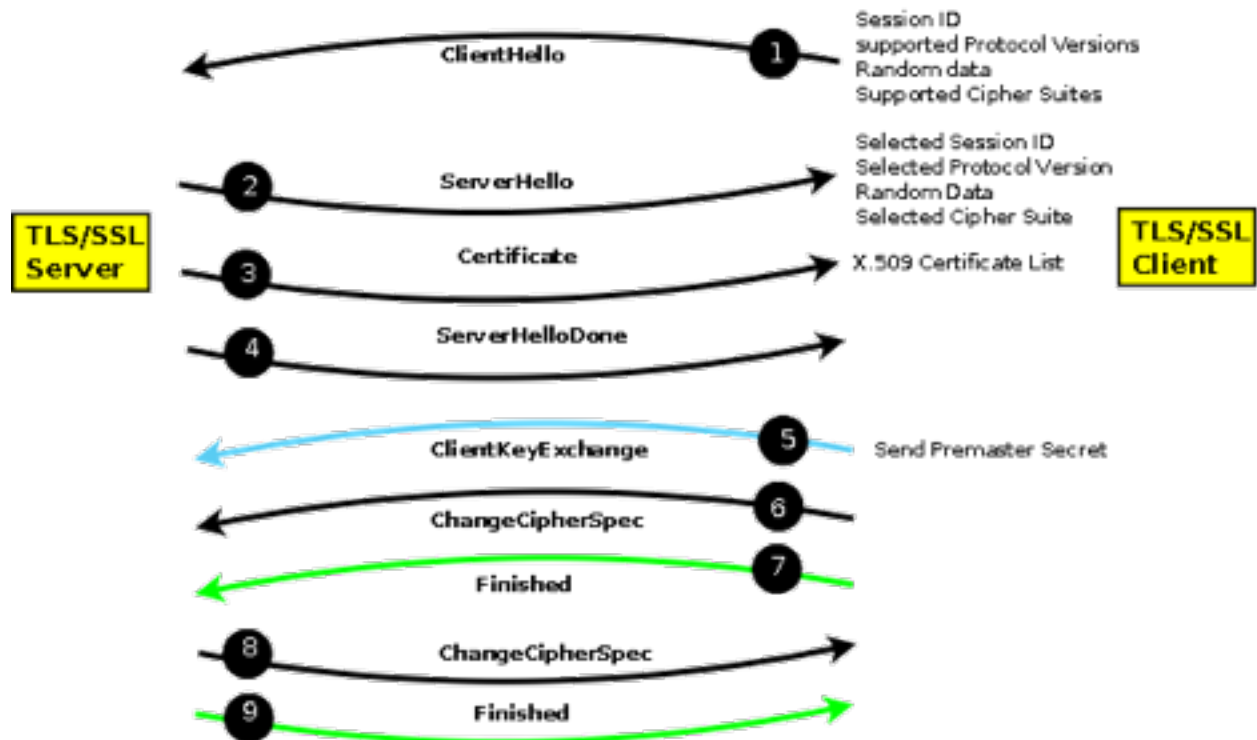 Session ID
supported Protocol Versions
Random data
Supported Cipher Suites
1
ClientHello
Selected Session ID
Selected Protocol Version
Random Data
Selected Cipher Suite
2
ServerHello
TLS/SSL
Server
TLS/SSL
Client
3
Certificate
X.509 Certificate List
4
ServerHelloDone
5
ClientKeyExchange
Send Premaster Secret
6
ChangeCipherSpec
7
Finished
8
ChangeCipherSpec
9
Finished